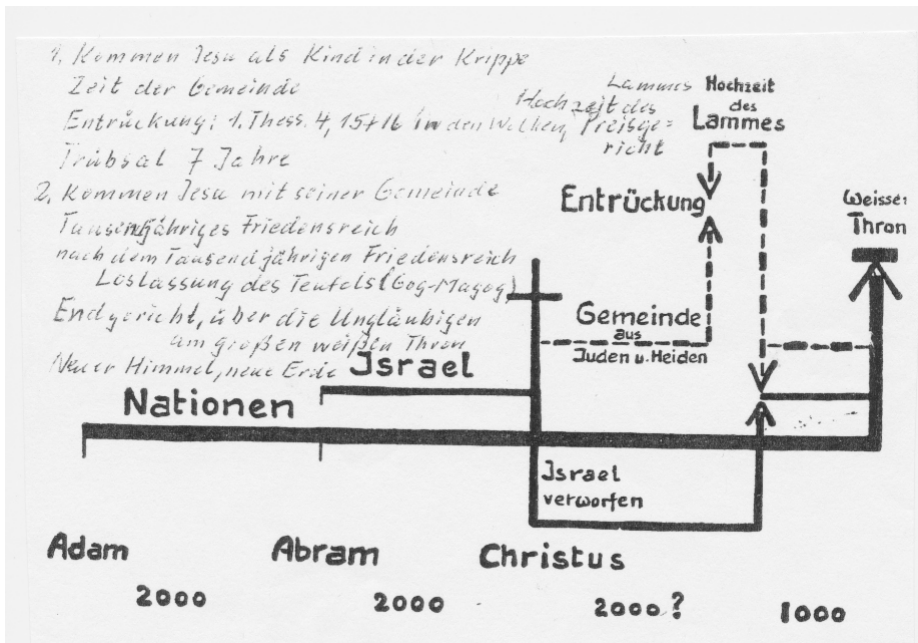 1. Kommen Jesu als Kind in der Krippe
Zeit der Gemeinde
Entrückung: 1. Thess. 4, 15+16 in den Wolken, Preisge=
richt
Hochzeit des
Lammes
Trübsal 7 Jahre
2. Kommen Jesu mit seiner Gemeinde
Tausendjähriges Friedensreich
nach dem Tausendjährigen Friedensreich
Loslassung des Teufels (Gog-Magog)
Endgericht, über die Ungläubigen
am großen weißen Thron
Neuer Himmel, neue Erde
Hochzeit
des
Lammes
Entrückung
Weisser
Thron
Gemeinde
aus
Juden u. Heiden
Israel
Nationen
Israel
verworfen
Adam
Abram
Christus
2000
2000
2000?
1000